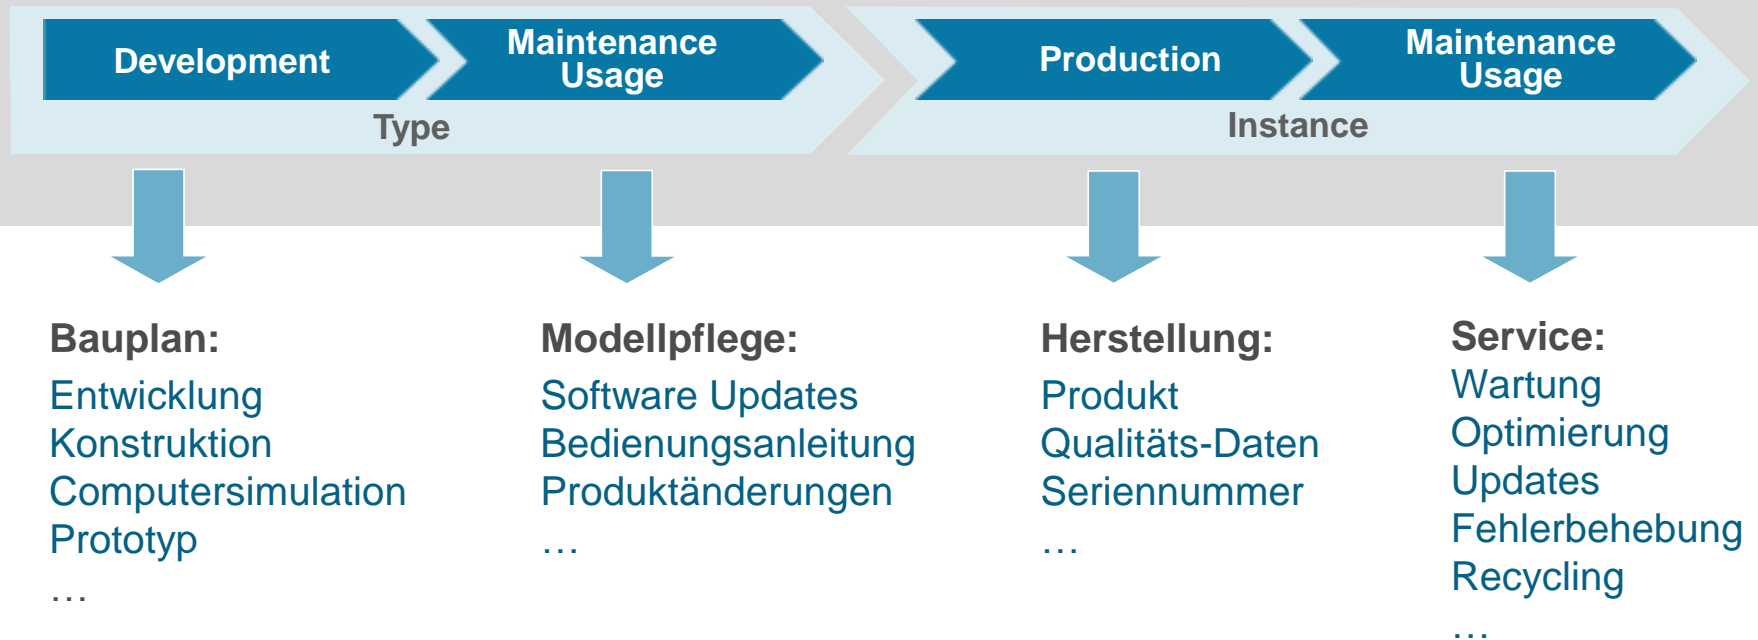 Development
Maintenance
Usage
Type
Production
Maintenance
Usage
Instance
Bauplan:
Entwicklung
Konstruktion
Computersimulation
Prototyp
…
Modellpflege:
Software Updates
Bedienungsanleitung
Produktänderungen
…
Herstellung:
Produkt
Qualitäts-Daten
Seriennummer
…
Service:
Wartung
Optimierung
Updates
Fehlerbehebung
Recycling
…